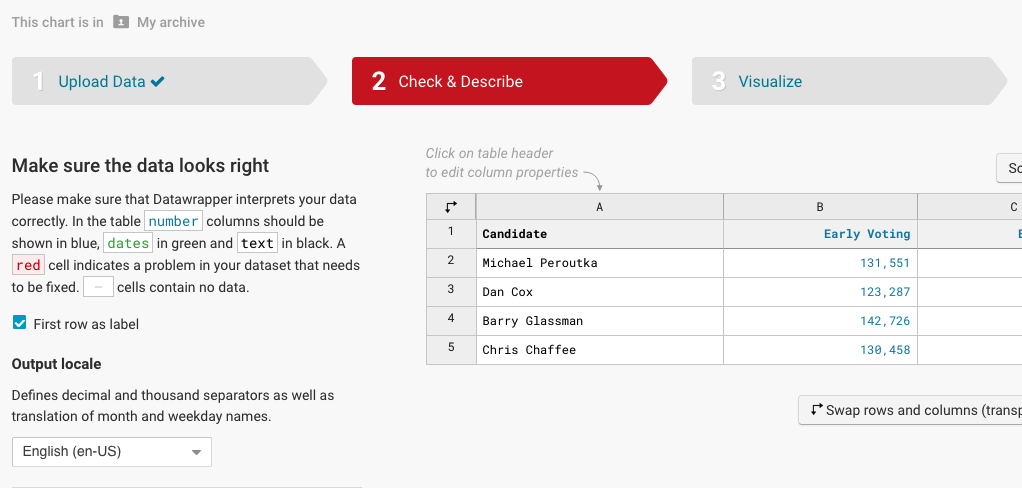 This chart is in My archive
1 Upload Data
2 Check & Describe
3 Visualize
Make sure the data looks right
Please make sure that Datawrapper interprets your data
correctly. In the table number columns should be
shown in blue, dates in green and text in black. A
red cell indicates a problem in your dataset that needs
to be fixed. – cells contain no data.
First row as label
Output locale
Defines decimal and thousand separators as well as
translation of month and weekday names.
English (en-US)
Click on table header
to edit column properties
So
A B C
1 Candidate Early Voting E
2 Michael Peroutka 131,551
3 Dan Cox 123,287
4 Barry Glassman 142,726
5 Chris Chaffee 130,458
Swap rows and columns (transp